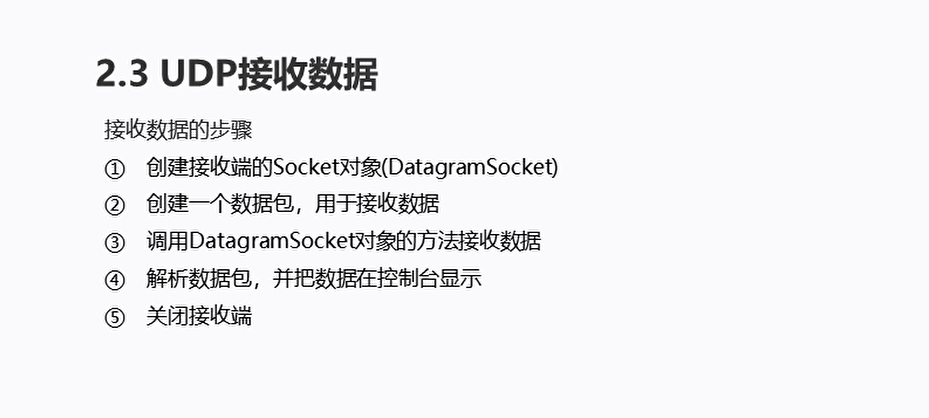 2.3 UDP接收数据
接收数据的步骤
① 创建接收端的Socket对象(DatagramSocket)
② 创建一个数据包，用于接收数据
③ 调用DatagramSocket对象的方法接收数据
④ 解析数据包，并把数据在控制台显示
⑤ 关闭接收端